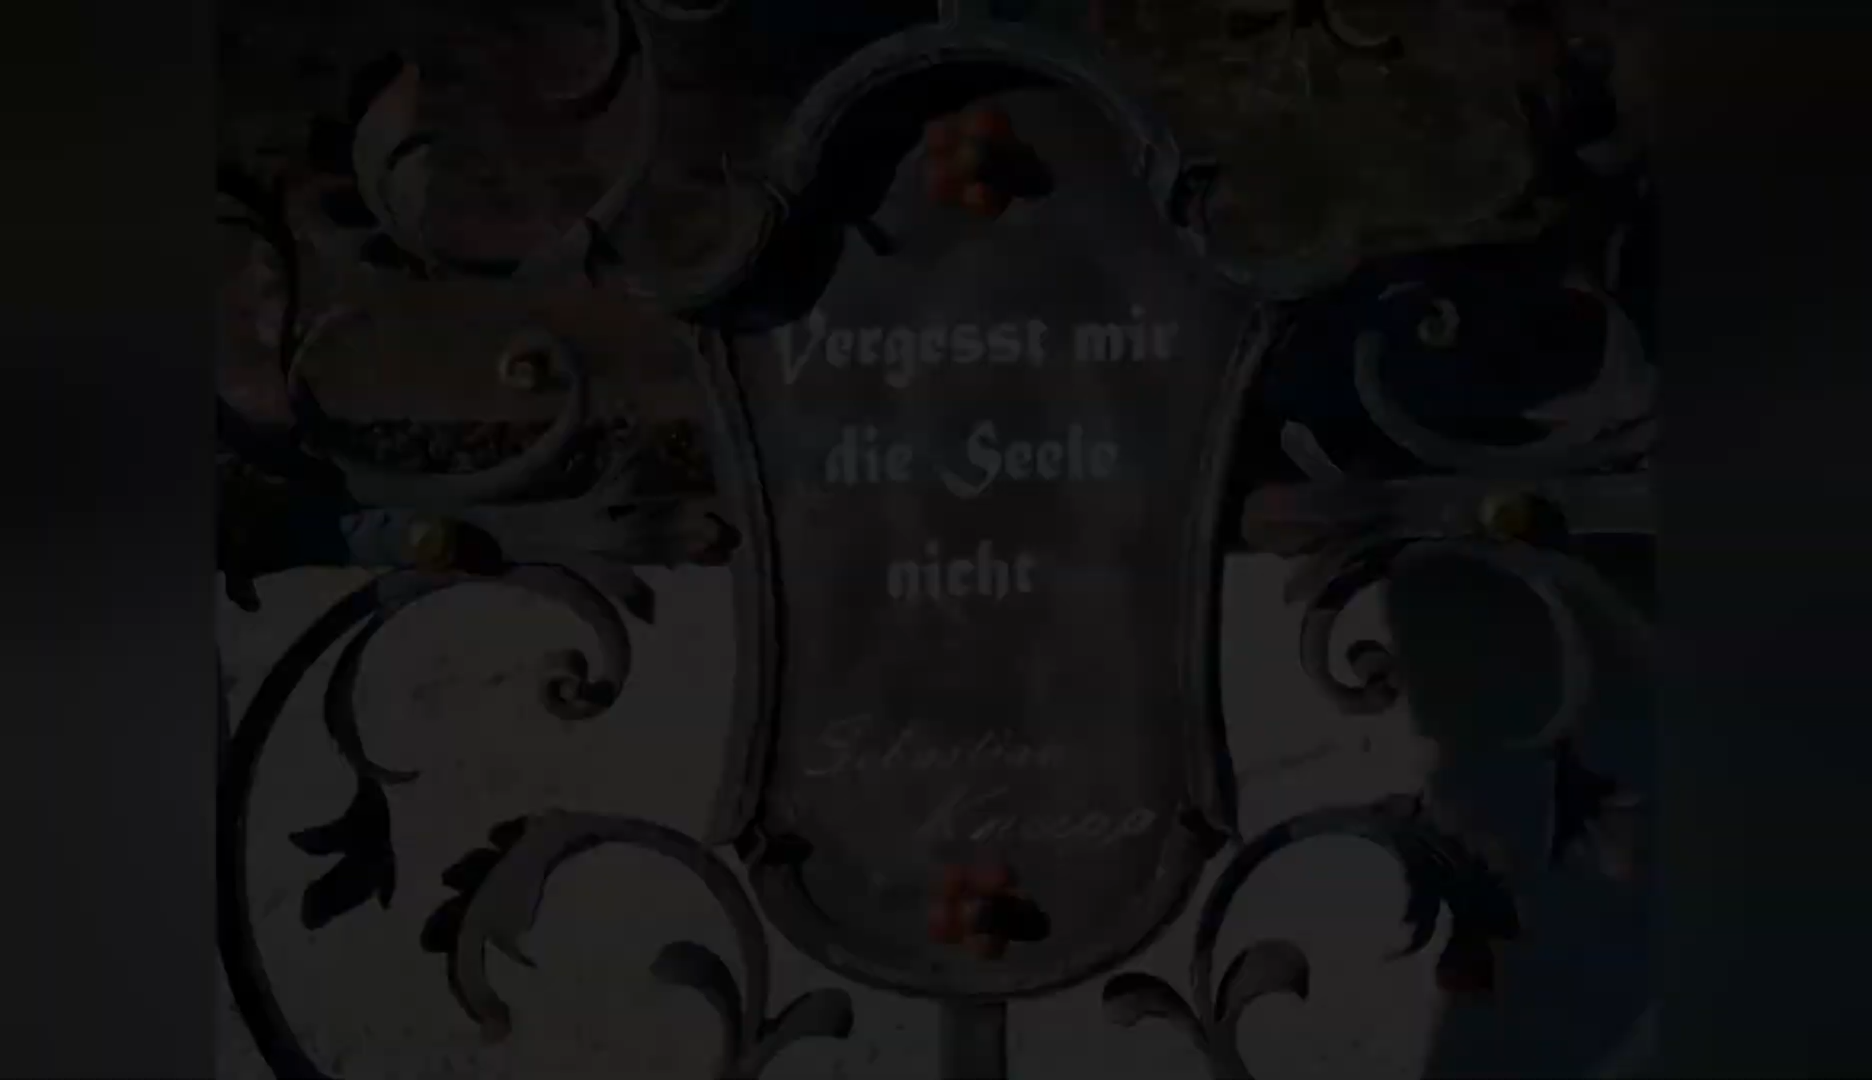 Vergesst mir
die Seele
nicht
Sebastian
Kneipp